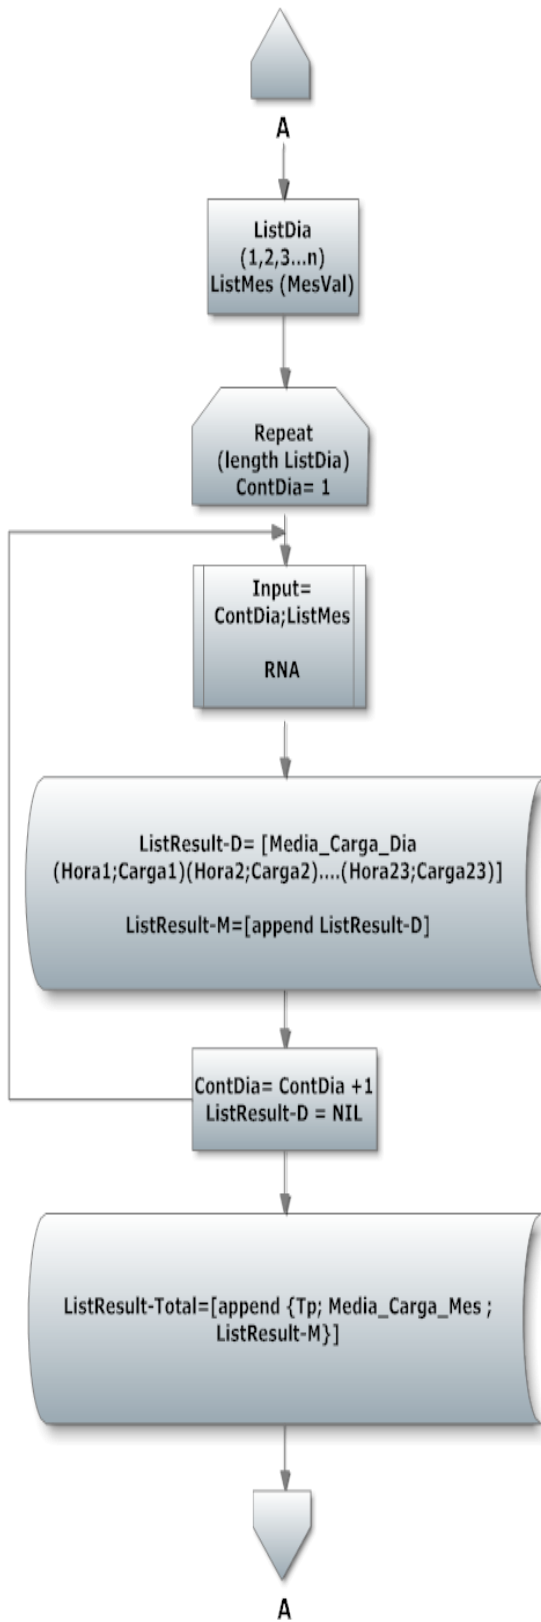 A
ListDia
(1,2,3...n)
ListMes (MesVal)
Repeat
(length ListDia)
ContDia= 1
Input=
ContDia;ListMes
RNA
ListResult-D= [Media_Carga_Dia
(Hora1;Carga1)(Hora2;Carga2)....(Hora23;Carga23)]
ListResult-M=[append ListResult-D]
ContDia= ContDia +1
ListResult-D = NIL
ListResult-Total=[append {Tp; Media_Carga_Mes ;
ListResult-M}]
A